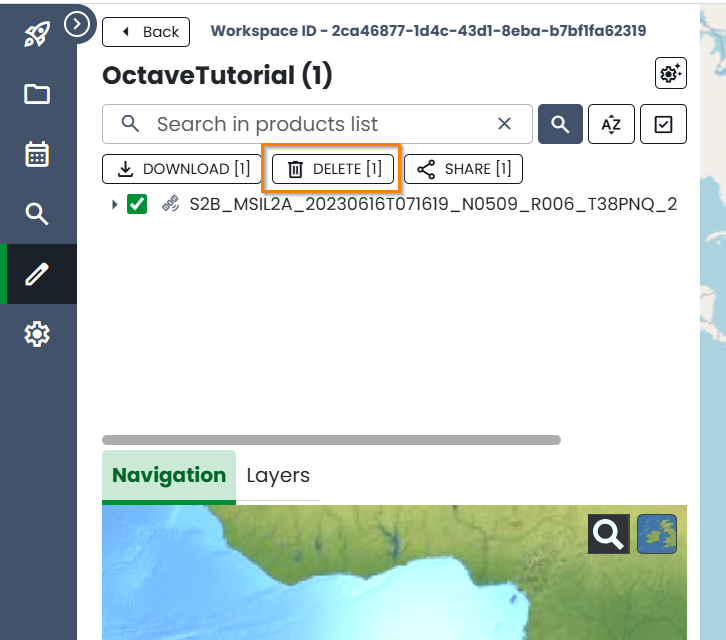 Back Workspace ID - 2ca46877-1d4c-43d1-8eba-b7bf1fa62319
OctaveTutorial (1)
Search in products list
AZ
DOWNLOAD [1] DELETE [1] SHARE [1]
S2B_MSIL2A_20230616T071619_N0509_R006_T38PNQ_2
Navigation Layers